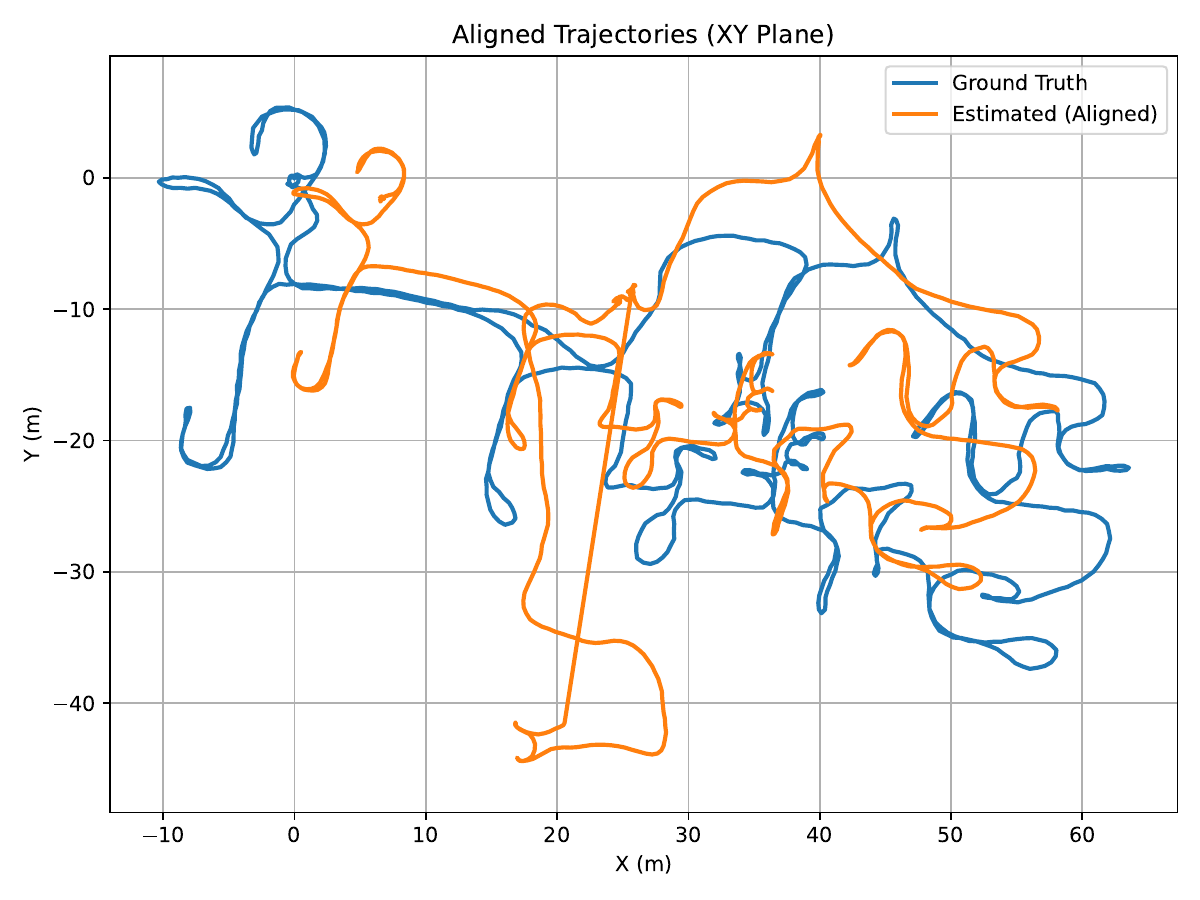 Aligned Trajectories (XY Plane)
Ground Truth
Estimated (Aligned)
0
−10
−20
−30
−40
Y (m)
−10 0 10 20 30 40 50 60
X (m)